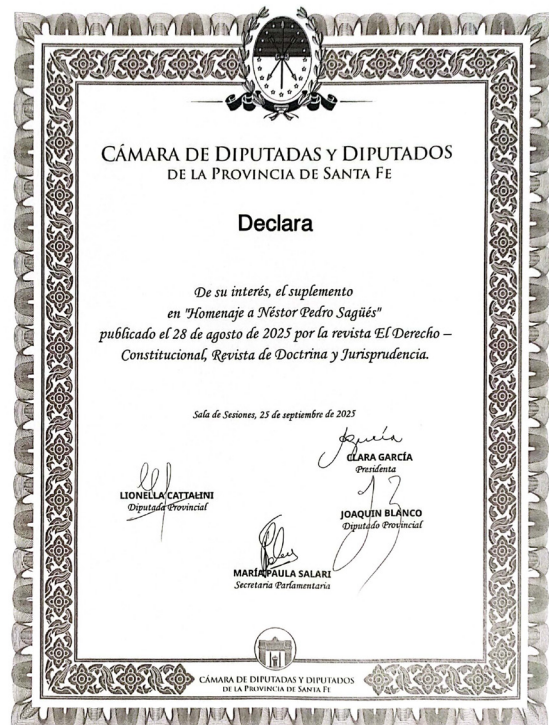 CÁMARA DE DIPUTADAS Y DIPUTADOS
DE LA PROVINCIA DE SANTA FE
Declara
De su interés, el suplemento
en "Homenaje a Néstor Pedro Sagüés"
publicado el 28 de agosto de 2025 por la revista El Derecho –
Constitucional, Revista de Doctrina y Jurisprudencia.
Sala de Sesiones, 25 de septiembre de 2025
CLARA GARCÍA
Presidenta
LIONELLA CATTALINI
Diputada Provincial
JOAQUIN BLANCO
Diputado Provincial
MARÍA PAULA SALARI
Secretaria Parlamentaria
CÁMARA DE DIPUTADAS Y DIPUTADOS
DE LA PROVINCIA DE SANTA FE